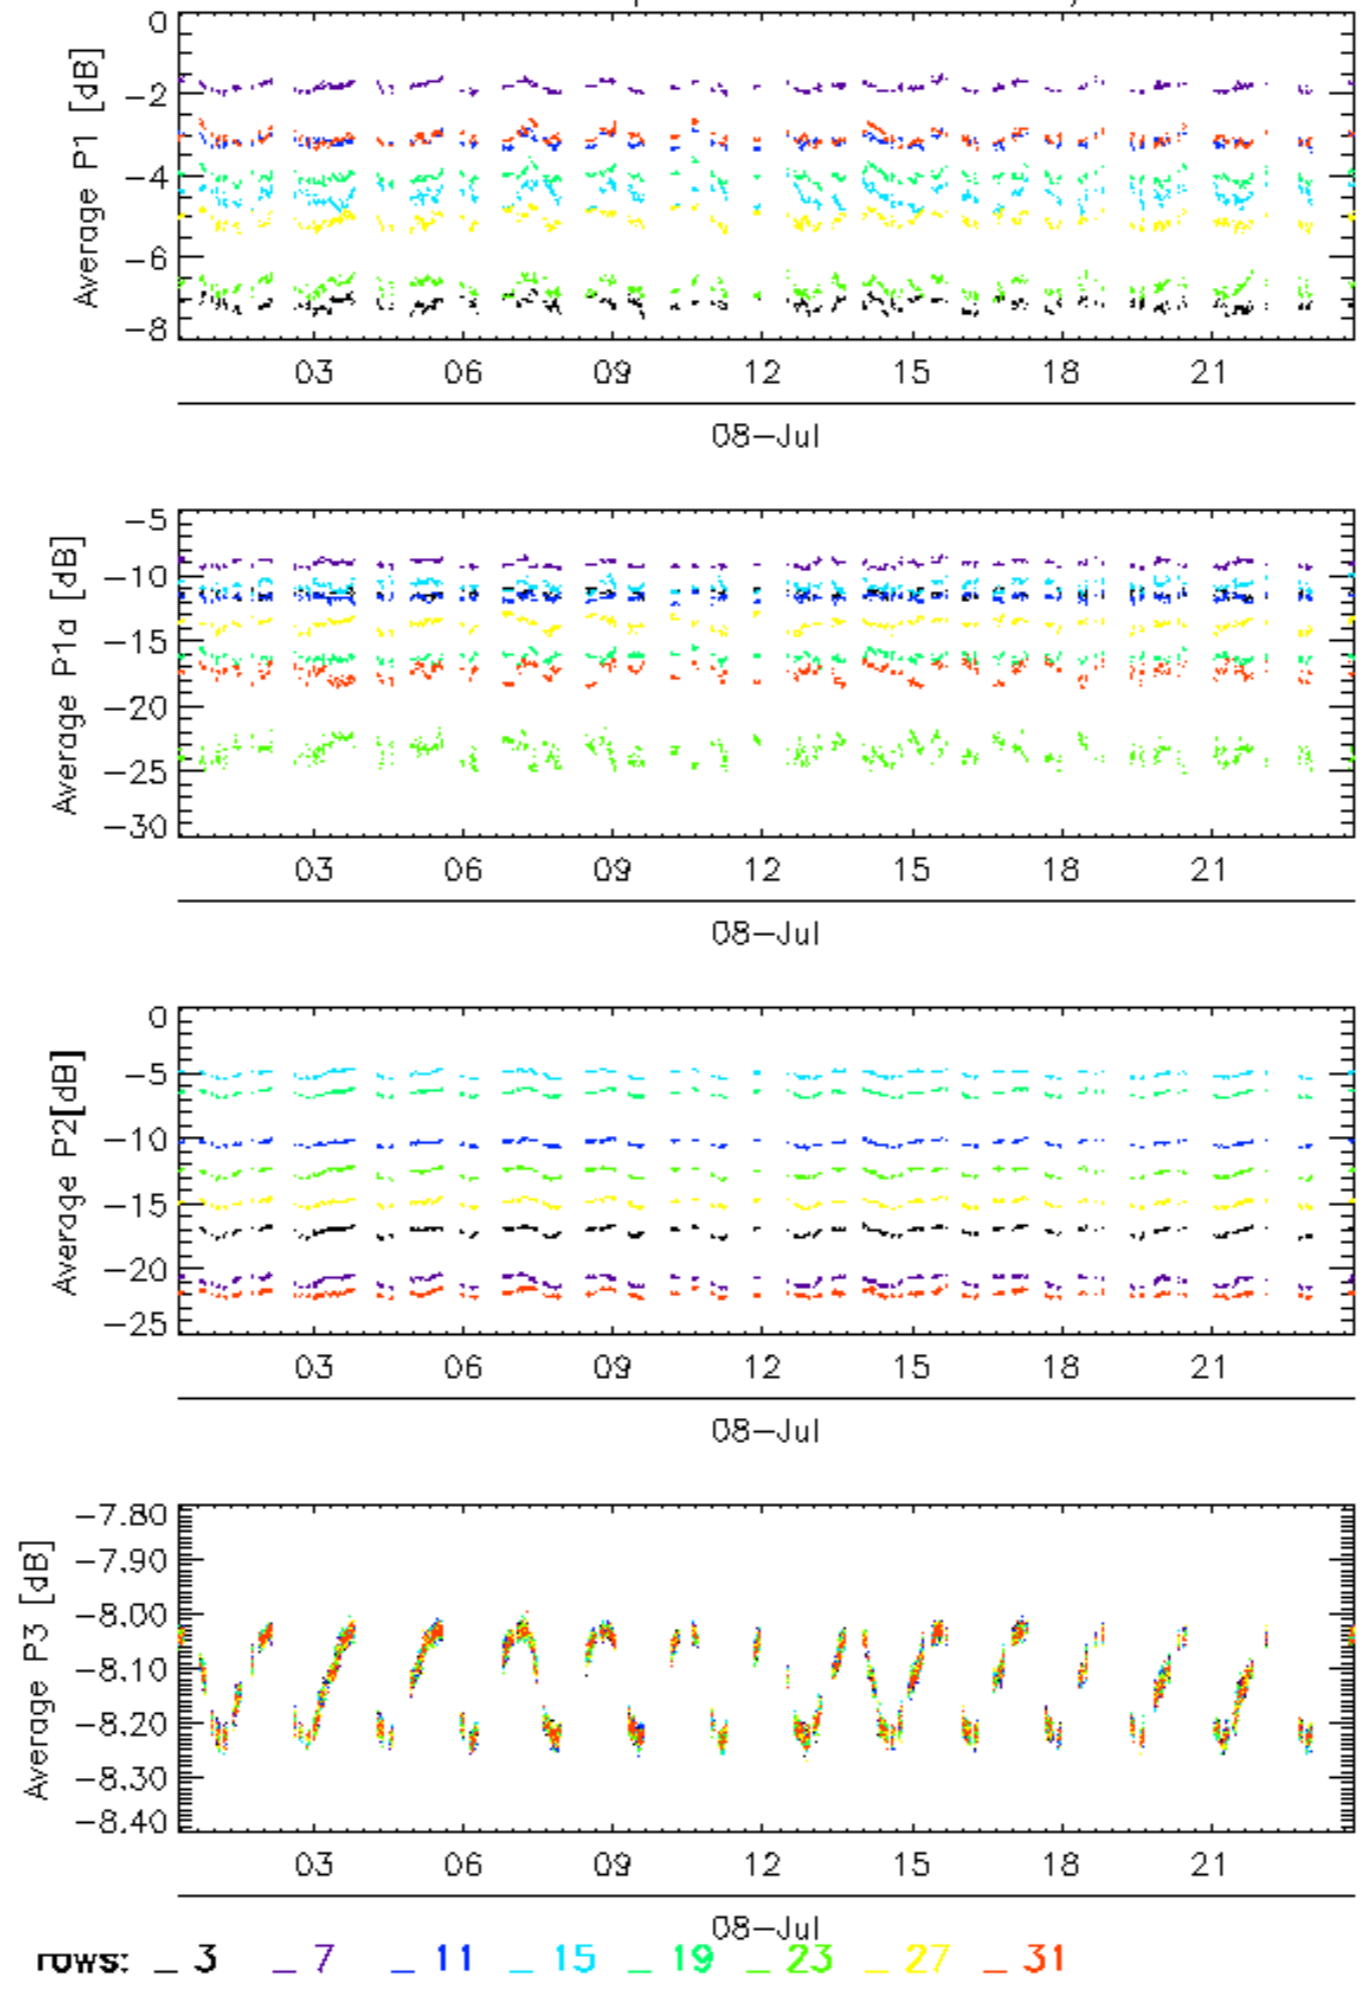 Average P1 [dB]
0
−2
−4
−6
−8
03 06 09 12 15 18 21
08−Jul
Average P1a [dB]
−5
−10
−15
−20
−25
−30
03 06 09 12 15 18 21
08−Jul
Average P2[dB]
0
−5
−10
−15
−20
−25
03 06 09 12 15 18 21
08−Jul
Average P3 [dB]
−7.80
−7.90
−8.00
−8.10
−8.20
−8.30
−8.40
03 06 09 12 15 18 21
08−Jul
rows: _ 3 _ 7 _ 11 _ 15 _ 19 _ 23 _ 27 _ 31